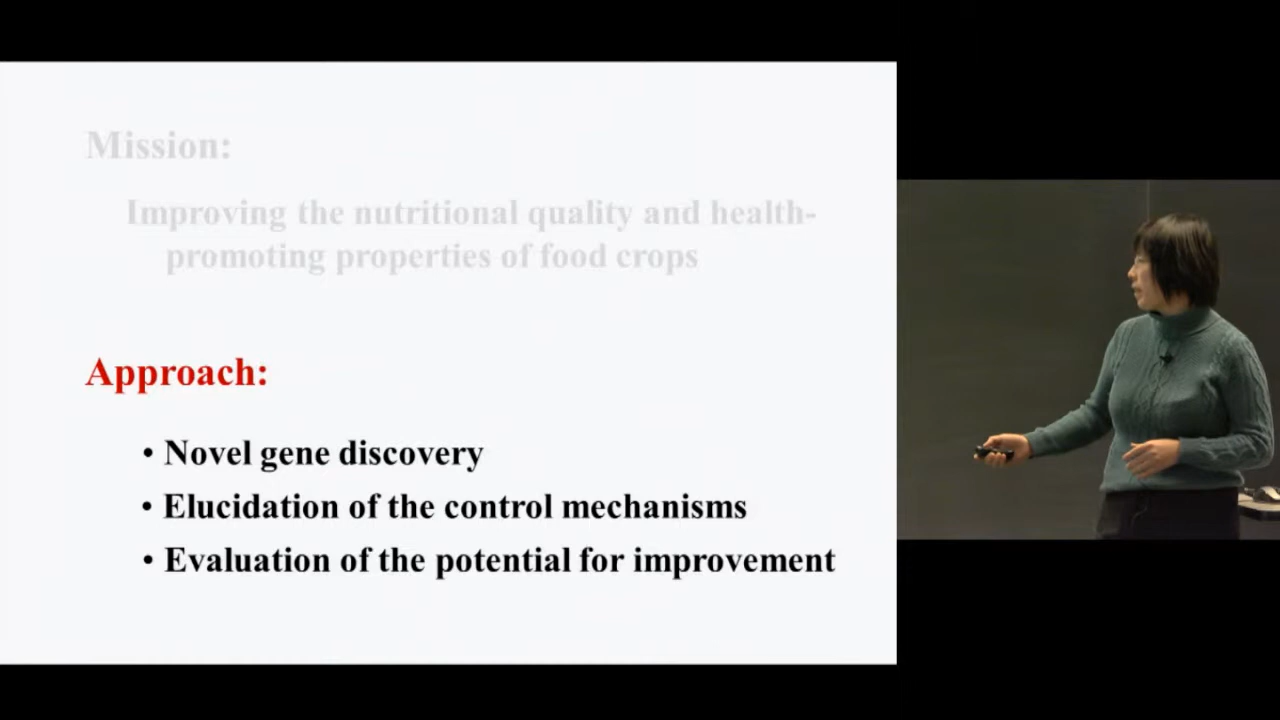 Mission:
Improving the nutritional quality and health-
promoting properties of food crops
Approach:
• Novel gene discovery
• Elucidation of the control mechanisms
• Evaluation of the potential for improvement